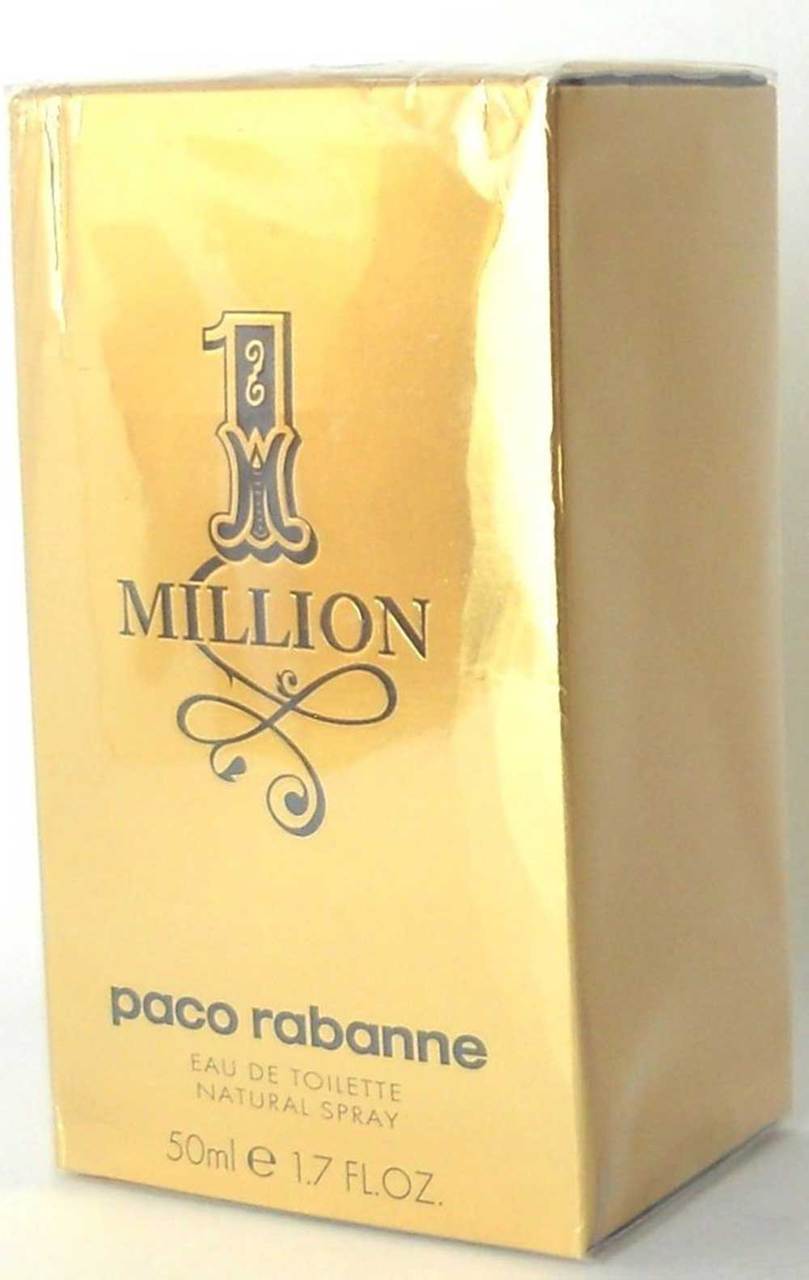 1
MILLION
paco rabanne
EAU DE TOILETTE
NATURAL SPRAY
50ml e 1.7 FL.OZ.